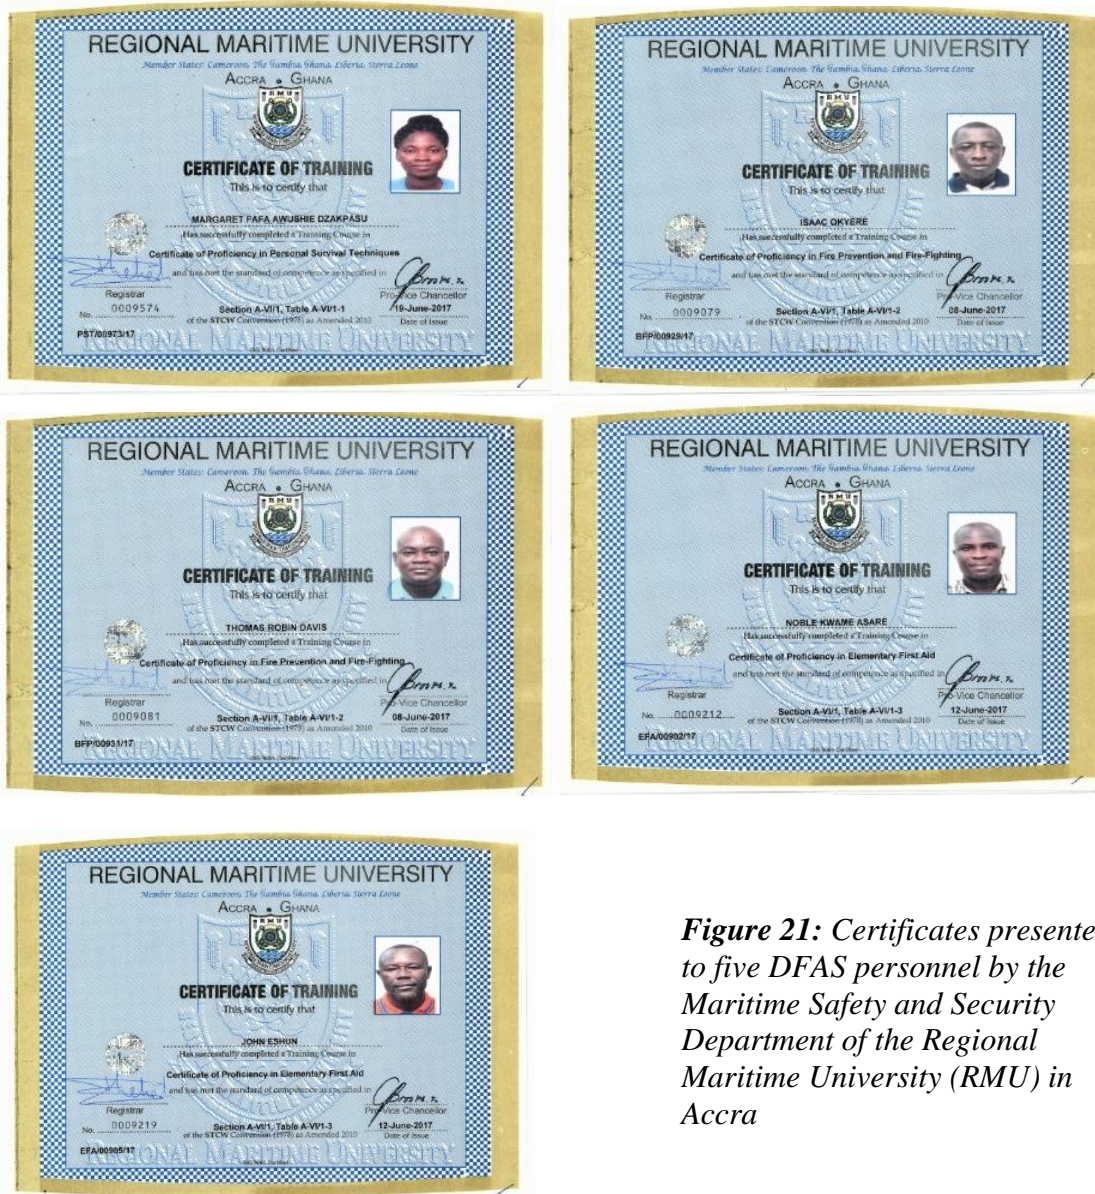 REGIONAL MARITIME UNIVERSITY
Member States: Cameroon, The Gambia, Ghana, Liberia, Sierra Leone
ACCRA • GHANA
RMU
CERTIFICATE OF TRAINING
This is to certify that
MARGARET FAFA AWUSHIE DZAKPASU
Has successfully completed a Training Course in
Certificate of Proficiency in Personal Survival Techniques
and has met the standard of competence as specified in
Registrar
Pro-Vice Chancellor
No. 0009574
Section A-VI/1, Table A-VI/1-1
19-June-2017
of the STCW Convention (1978) as Amended 2010
Date of Issue
PST/00973/17
REGIONAL MARITIME UNIVERSITY
REGIONAL MARITIME UNIVERSITY
Member States: Cameroon, The Gambia, Ghana, Liberia, Sierra Leone
ACCRA • GHANA
RMU
CERTIFICATE OF TRAINING
This is to certify that
ISAAC OKYERE
Has successfully completed a Training Course in
Certificate of Proficiency in Fire Prevention and Fire-Fighting
and has met the standard of competence as specified in
Registrar
Pro-Vice Chancellor
No. 0009079
Section A-VI/1, Table A-VI/1-2
08-June-2017
of the STCW Convention (1978) as Amended 2010
Date of Issue
BFP/00929/17
REGIONAL MARITIME UNIVERSITY
REGIONAL MARITIME UNIVERSITY
Member States: Cameroon, The Gambia, Ghana, Liberia, Sierra Leone
ACCRA • GHANA
RMU
CERTIFICATE OF TRAINING
This is to certify that
THOMAS ROBIN DAVIS
Has successfully completed a Training Course in
Certificate of Proficiency in Fire Prevention and Fire-Fighting
and has met the standard of competence as specified in
Registrar
Pro-Vice Chancellor
No. 0009081
Section A-VI/1, Table A-VI/1-2
08-June-2017
of the STCW Convention (1978) as Amended 2010
Date of Issue
BFP/00931/17
REGIONAL MARITIME UNIVERSITY
REGIONAL MARITIME UNIVERSITY
Member States: Cameroon, The Gambia, Ghana, Liberia, Sierra Leone
ACCRA • GHANA
RMU
CERTIFICATE OF TRAINING
This is to certify that
NOBLE KWAME ASARE
Has successfully completed a Training Course in
Certificate of Proficiency in Elementary First Aid
and has met the standard of competence as specified in
Registrar
Pro-Vice Chancellor
No. 0009212
Section A-VI/1, Table A-VI/1-3
12-June-2017
of the STCW Convention (1978) as Amended 2010
Date of Issue
EFA/00902/17
REGIONAL MARITIME UNIVERSITY
REGIONAL MARITIME UNIVERSITY
Member States: Cameroon, The Gambia, Ghana, Liberia, Sierra Leone
ACCRA • GHANA
RMU
CERTIFICATE OF TRAINING
This is to certify that
JOHN ESHUN
Has successfully completed a Training Course in
Certificate of Proficiency in Elementary First Aid
and has met the standard of competence as specified in
Registrar
Pro-Vice Chancellor
No. 0009219
Section A-VI/1, Table A-VI/1-3
12-June-2017
of the STCW Convention (1978) as Amended 2010
Date of Issue
EFA/00905/17
REGIONAL MARITIME UNIVERSITY
Figure 21: Certificates presente
to five DFAS personnel by the
Maritime Safety and Security
Department of the Regional
Maritime University (RMU) in
Accra